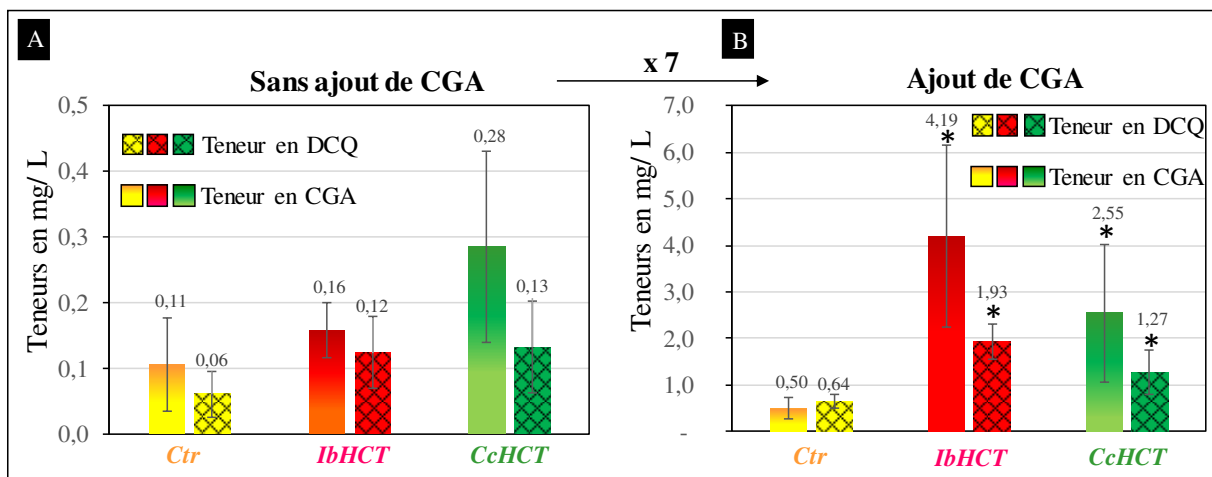 A
B
x 7
Sans ajout de CGA
Ajout de CGA
Teneurs en mg/ L
0,5
0,4
0,3
0,2
0,1
0,0
Teneur en DCQ
Teneur en CGA
0,11
0,06
0,16
0,12
0,28
0,13
Ctr
IbHCT
CcHCT
Teneurs en mg/ L
7,0
6,0
5,0
4,0
3,0
2,0
1,0
-
Teneur en DCQ
Teneur en CGA
0,50
0,64
4,19
*
1,93
*
2,55
*
1,27
*
Ctr
IbHCT
CcHCT